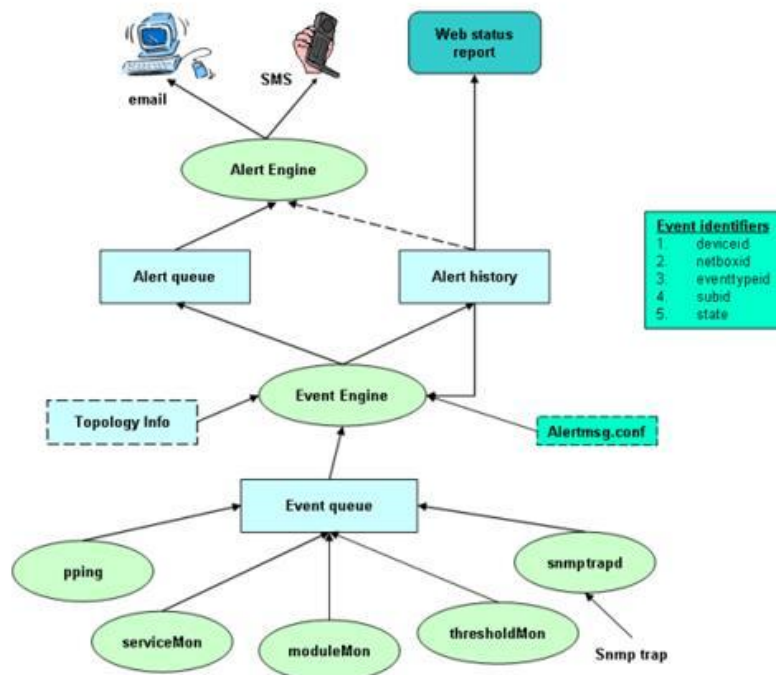 Web status
report
SMS
email
Alert Engine
Event identifiers
1. deviceid
2. netboxid
3. eventtypeid
4. subid
5. state
Alert queue
Alert history
Event Engine
Topology Info
Alertmsg.conf
Event queue
pping
snmptrapd
serviceMon
moduleMon
thresholdMon
Snmp trap